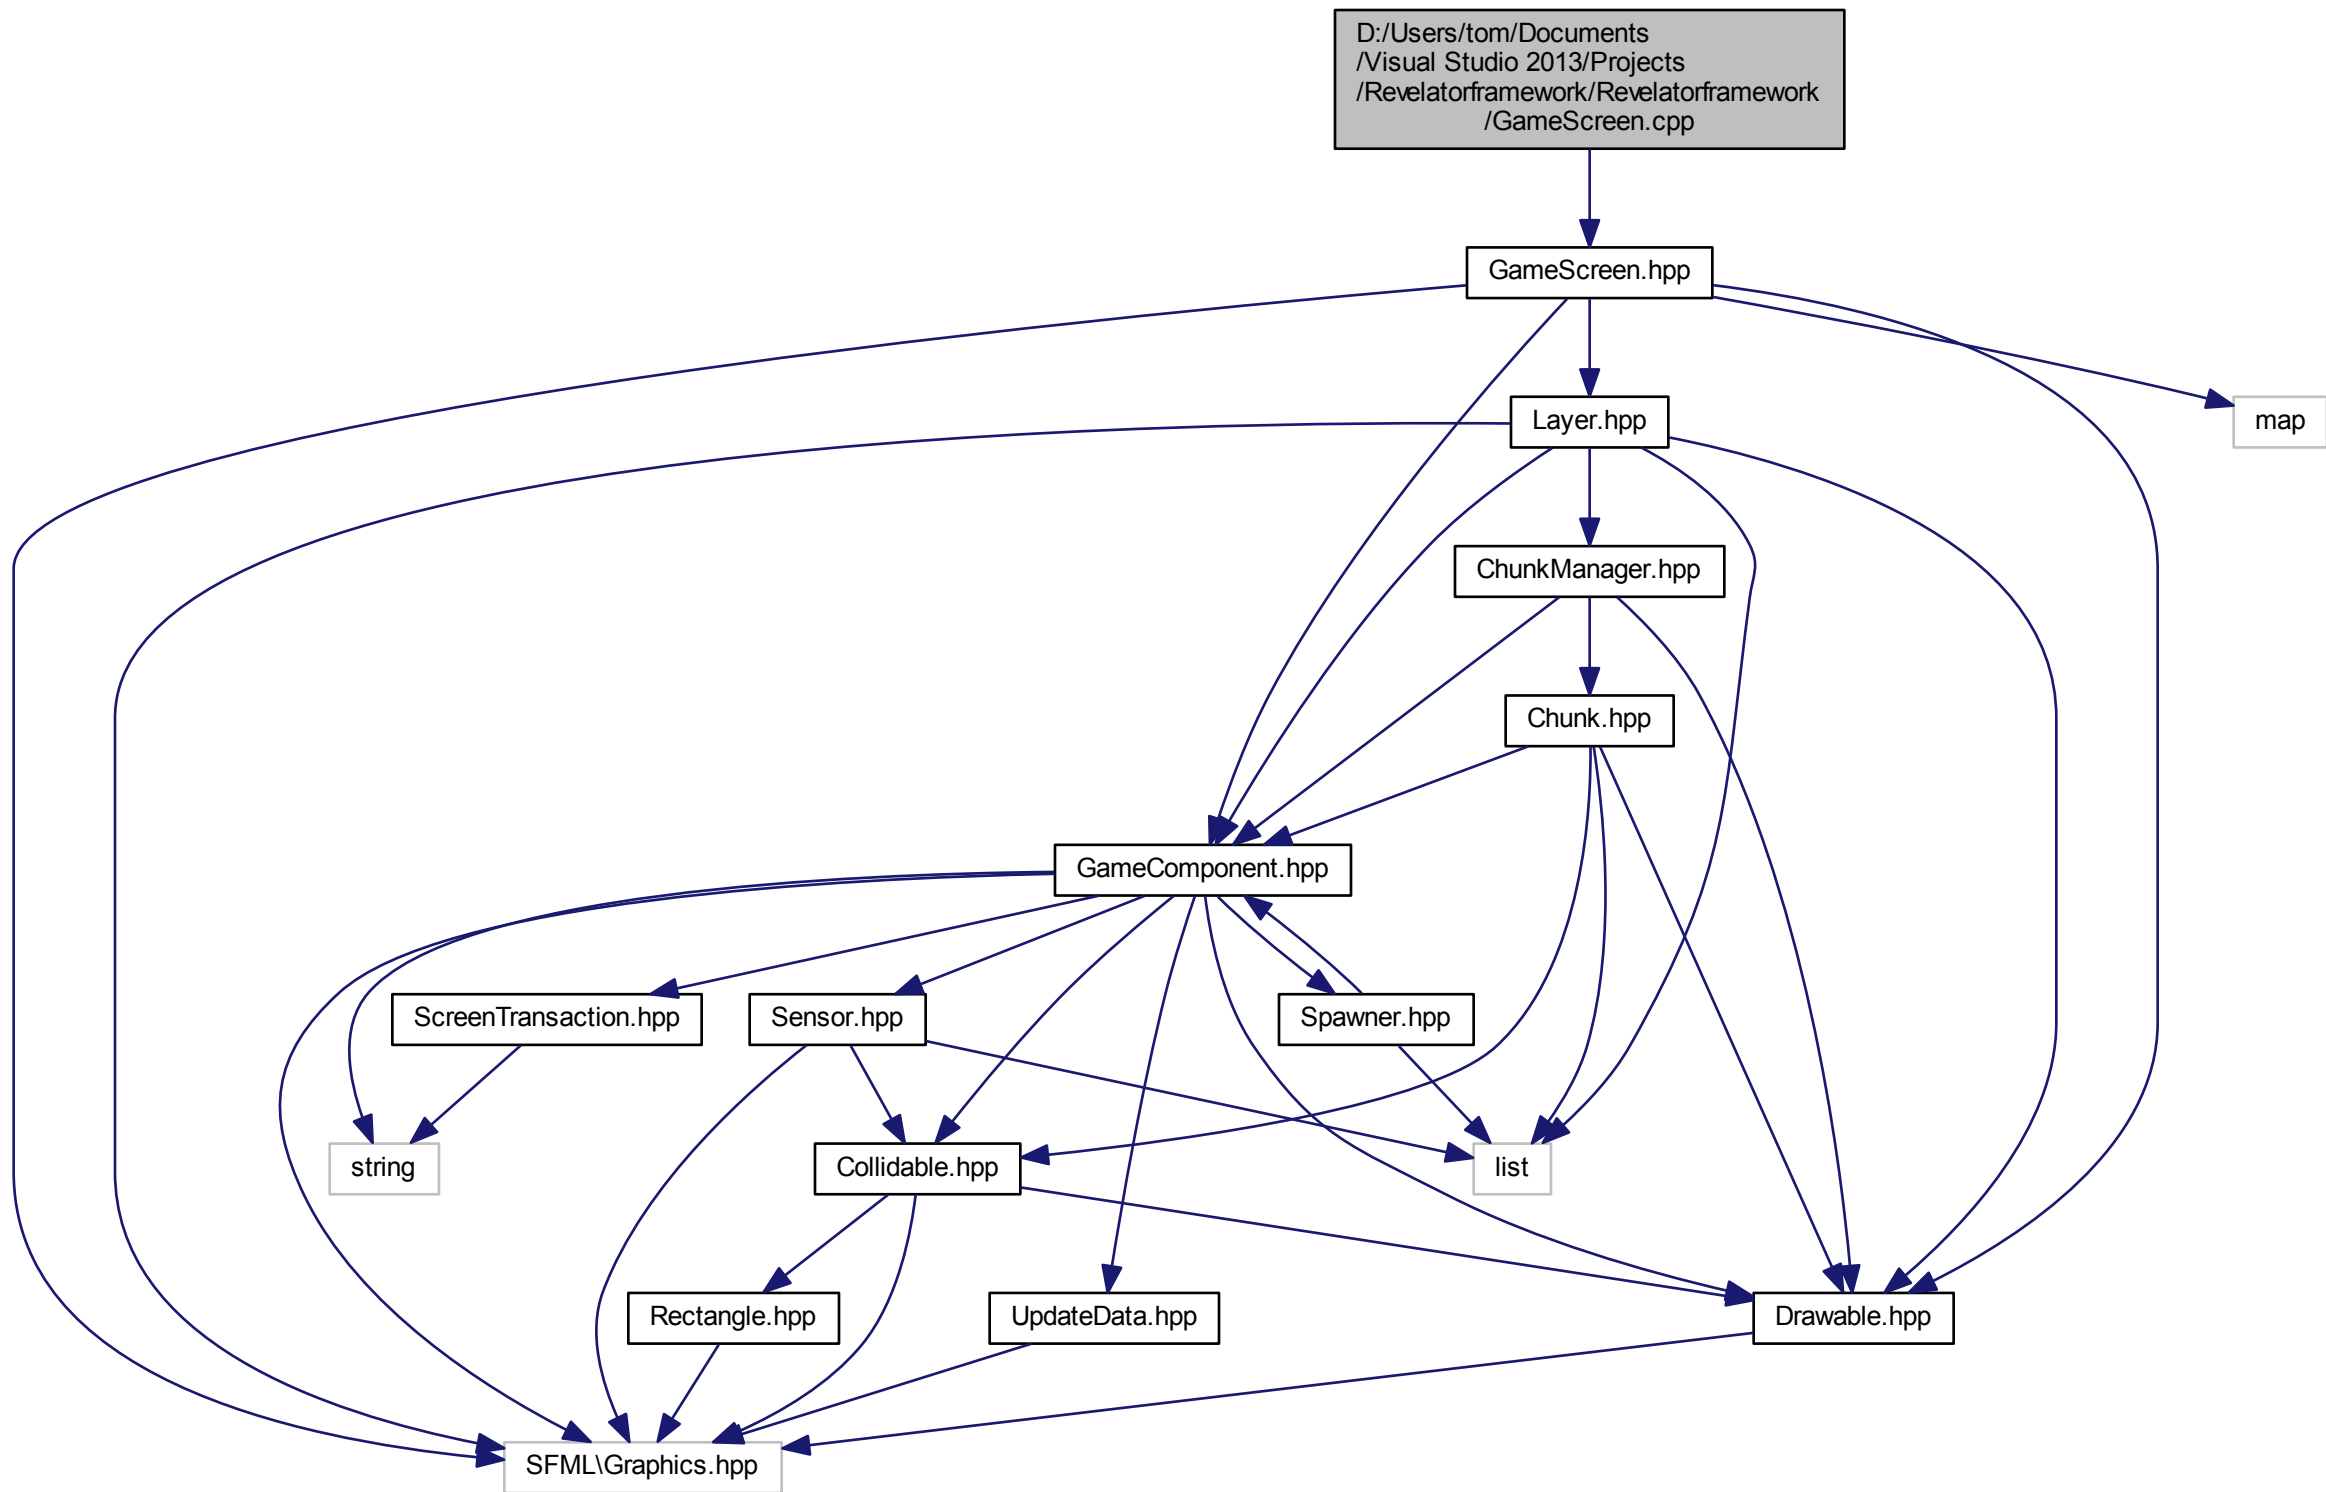 D:/Users/tom/Documents
/Visual Studio 2013/Projects
/Revelatorframework/Revelatorframework
/GameScreen.cpp
GameScreen.hpp
Layer.hpp
map
ChunkManager.hpp
Chunk.hpp
GameComponent.hpp
ScreenTransaction.hpp
Sensor.hpp
Spawner.hpp
string
Collidable.hpp
list
Rectangle.hpp
UpdateData.hpp
Drawable.hpp
SFML\Graphics.hpp